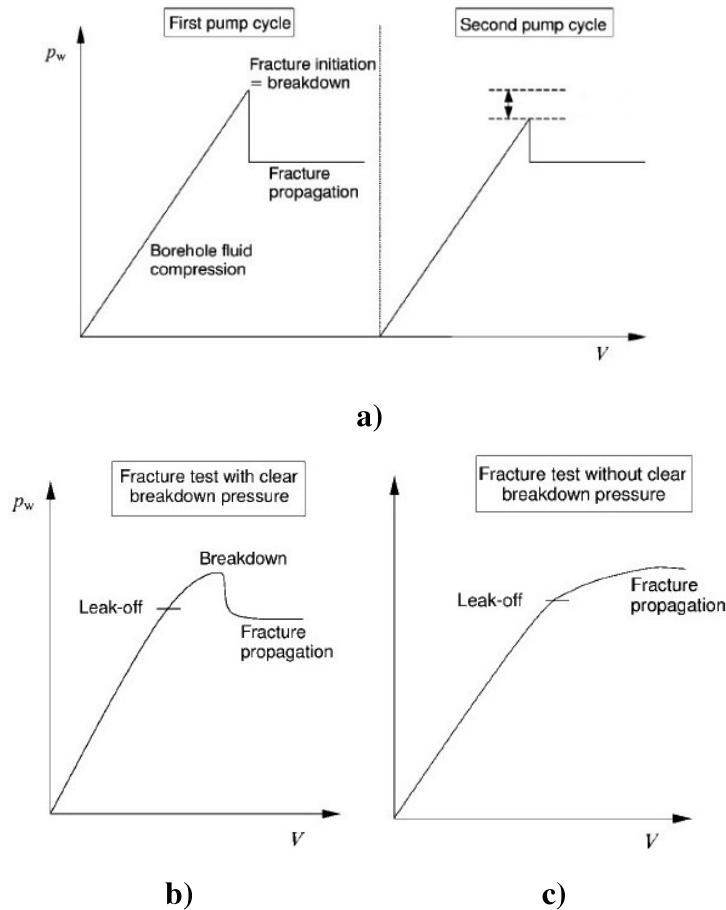 First pump cycle
Second pump cycle
p_w
Fracture initiation
= breakdown
Fracture
propagation
Borehole fluid
compression
V
a)
Fracture test with clear
breakdown pressure
Fracture test without clear
breakdown pressure
p_w
Breakdown
Leak-off
Fracture
propagation
Leak-off
Fracture
propagation
V
V
b)
c)